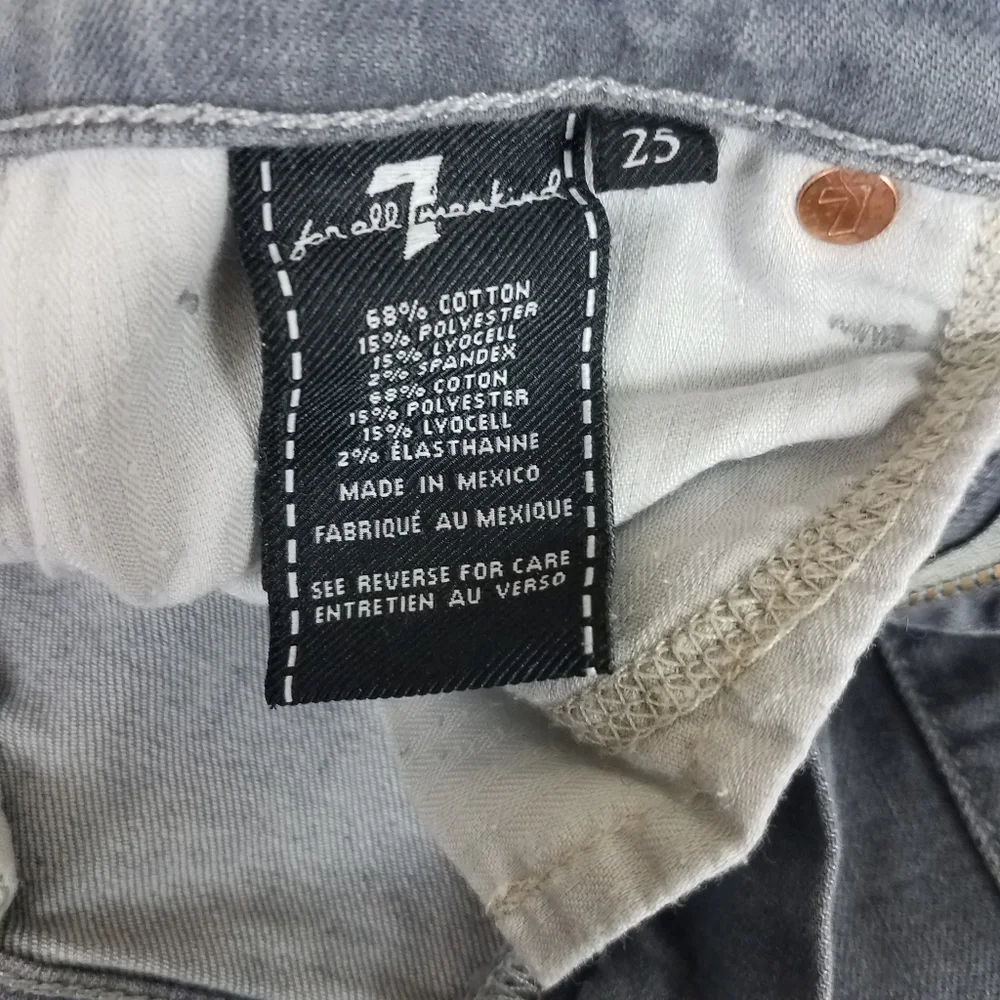 for all 7 mankind
25
7
68% COTTON
15% POLYESTER
15% LYOCELL
2% SPANDEX
68% COTON
15% POLYESTER
15% LYOCELL
2% ÉLASTHANNE
MADE IN MEXICO
FABRIQUÉ AU MEXIQUE
SEE REVERSE FOR CARE
ENTRETIEN AU VERSO